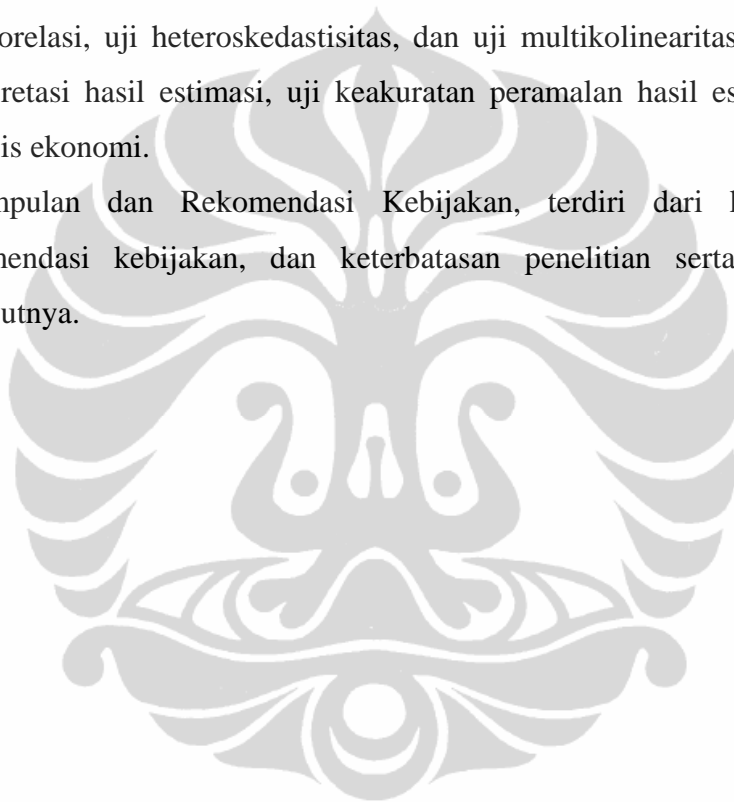 orelasi, uji heteroskedastisitas, dan uji multikolinearitas
retasi hasil estimasi, uji keakuratan peramalan hasil es
is ekonomi.
npulan dan Rekomendasi Kebijakan, terdiri dari
nendasi kebijakan, dan keterbatasan penelitian serta
utnya.